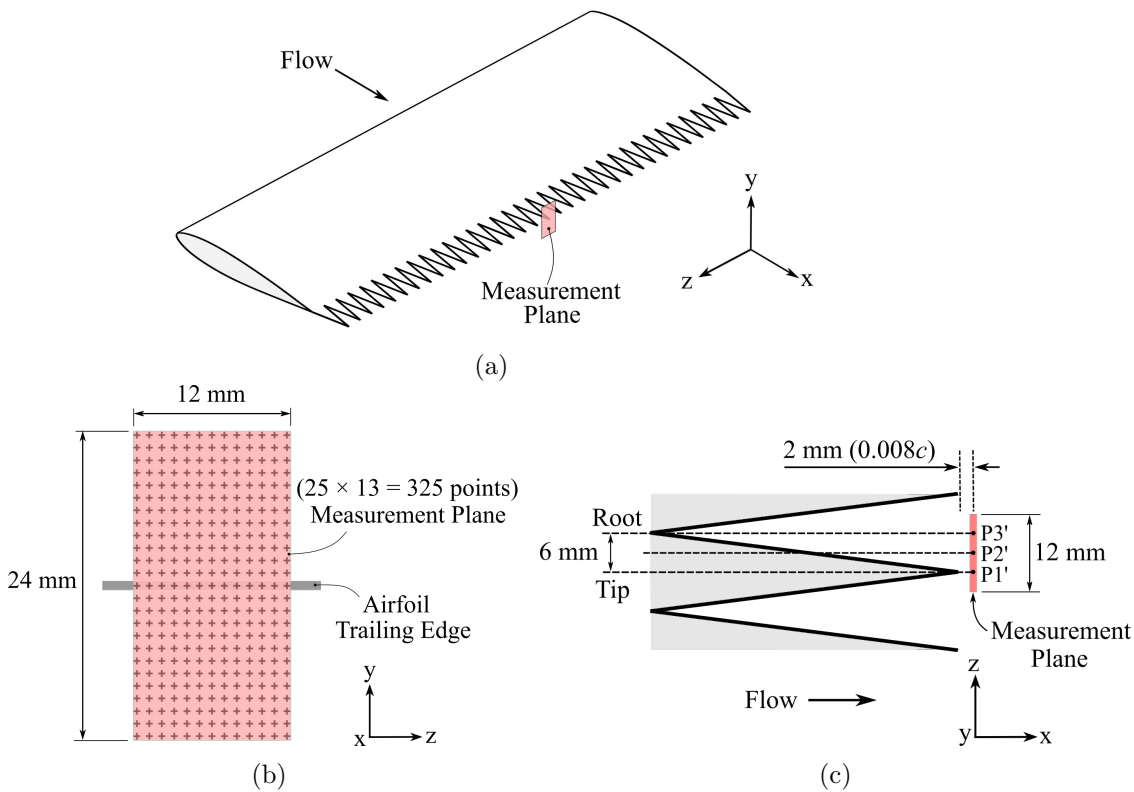 Flow
y
z
x
Measurement
Plane
(a)
12 mm
(25 × 13 = 325 points)
Measurement Plane
24 mm
Airfoil
Trailing Edge
y
x
z
(b)
2 mm (0.008c)
Root
6 mm
Tip
P3'
P2'
P1'
12 mm
Measurement
Plane
Flow
z
y
x
(c)